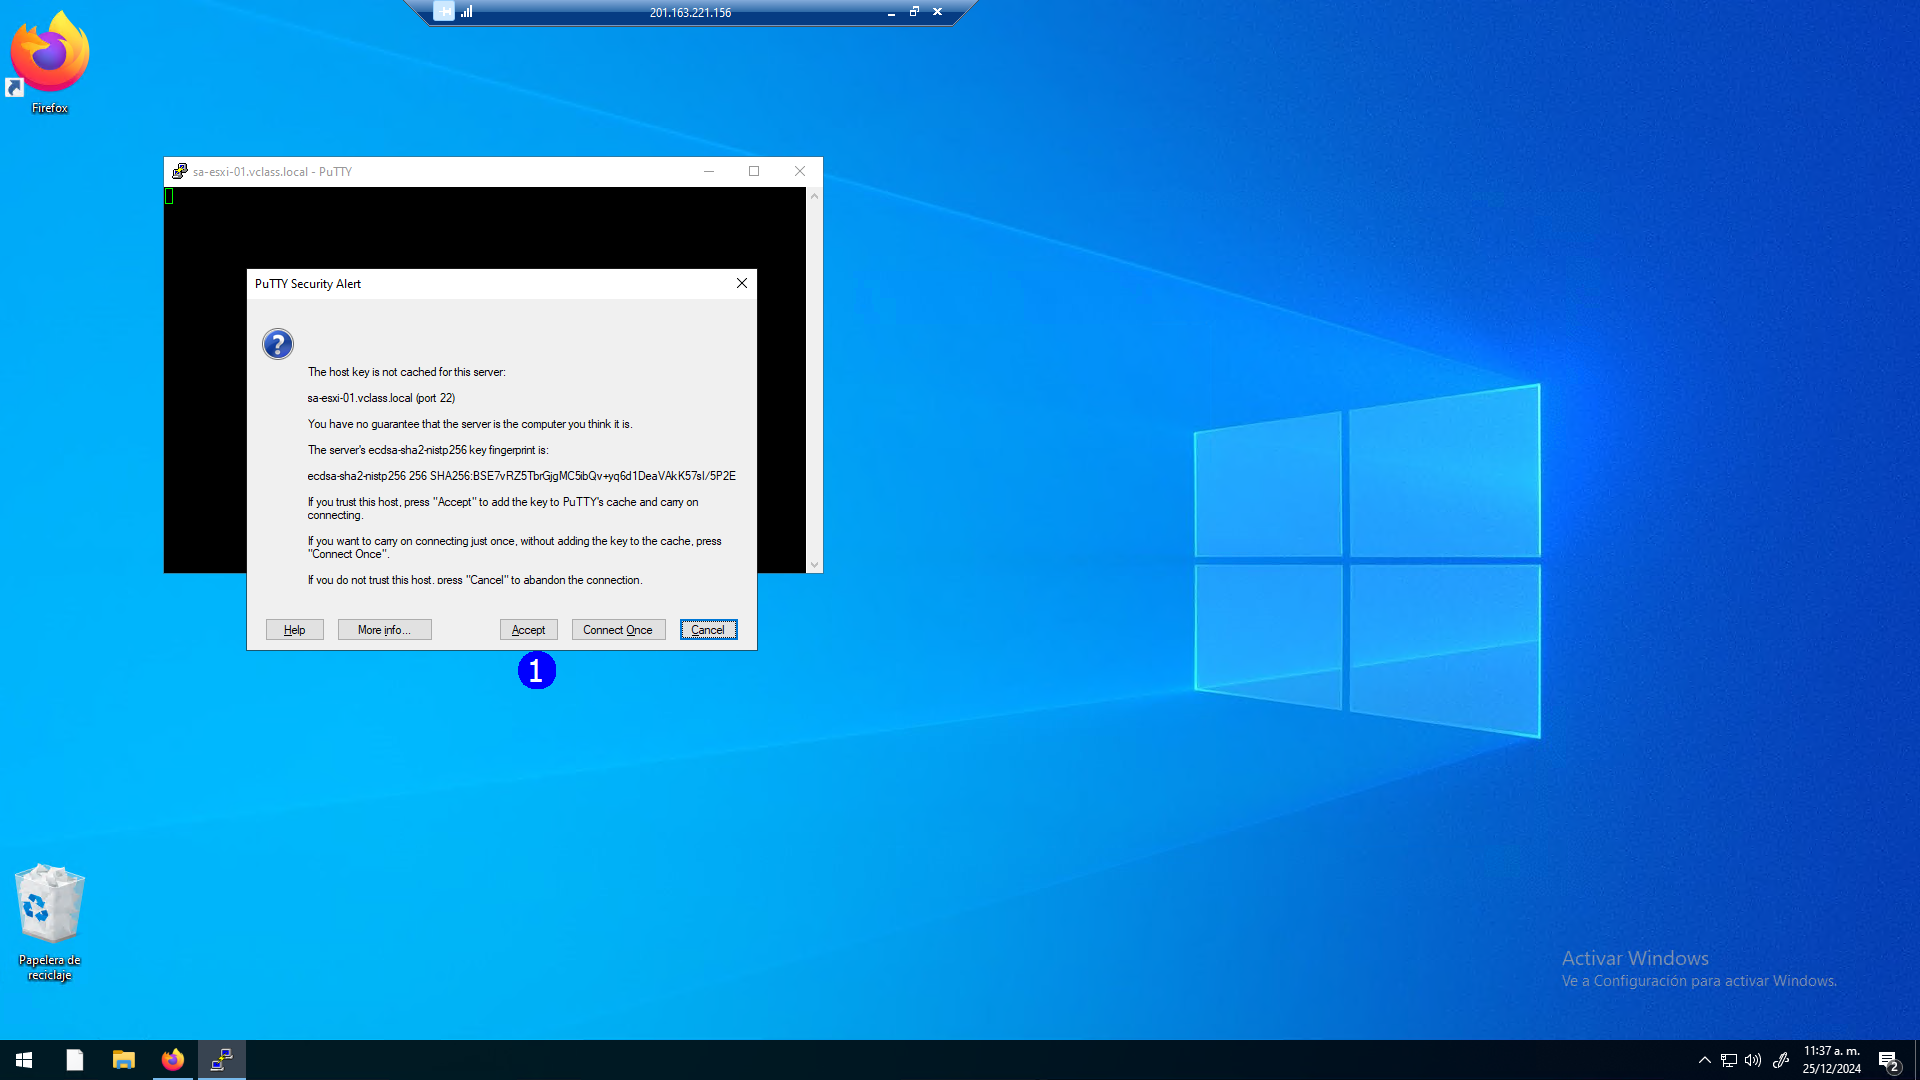 201.163.221.156
Firefox
sa-esxi-01.vclass.local - PuTTY
PuTTY Security Alert
The host key is not cached for this server:
sa-esxi-01.vclass.local (port 22)
You have no guarantee that the server is the computer you think it is.
The server's ecdsa-sha2-nistp256 key fingerprint is:
ecdsa-sha2-nistp256 256 SHA256:BSE7vRZ5TbrGjgMC5ibQv+yq6d1DeaVAkK57sI/5P2E
If you trust this host, press "Accept" to add the key to PuTTY's cache and carry on
connecting.
If you want to carry on connecting just once, without adding the key to the cache, press
"Connect Once".
If you do not trust this host, press "Cancel" to abandon the connection.
Help More info... Accept Connect Once Cancel
1
Papelera de
reciclaje
Activar Windows
Ve a Configuración para activar Windows.
11:37 a. m.
25/12/2024
2